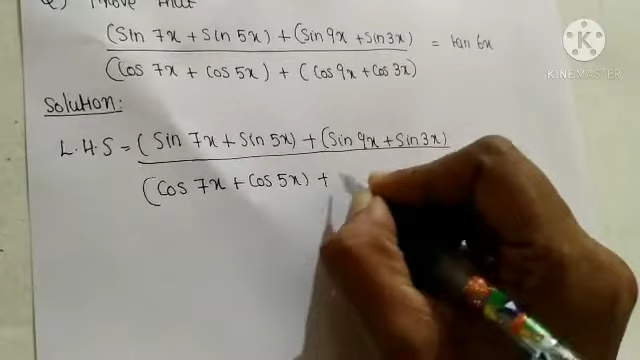 Q) Prove that
(Sin 7x + Sin 5x) + (Sin 9x + Sin 3x) = tan 6x
(Cos 7x + Cos 5x) + (Cos 9x + Cos 3x)
Solution:
L.H.S = (Sin 7x + Sin 5x) + (Sin 9x + Sin 3x)
(Cos 7x + Cos 5x) +
KINEMASTER